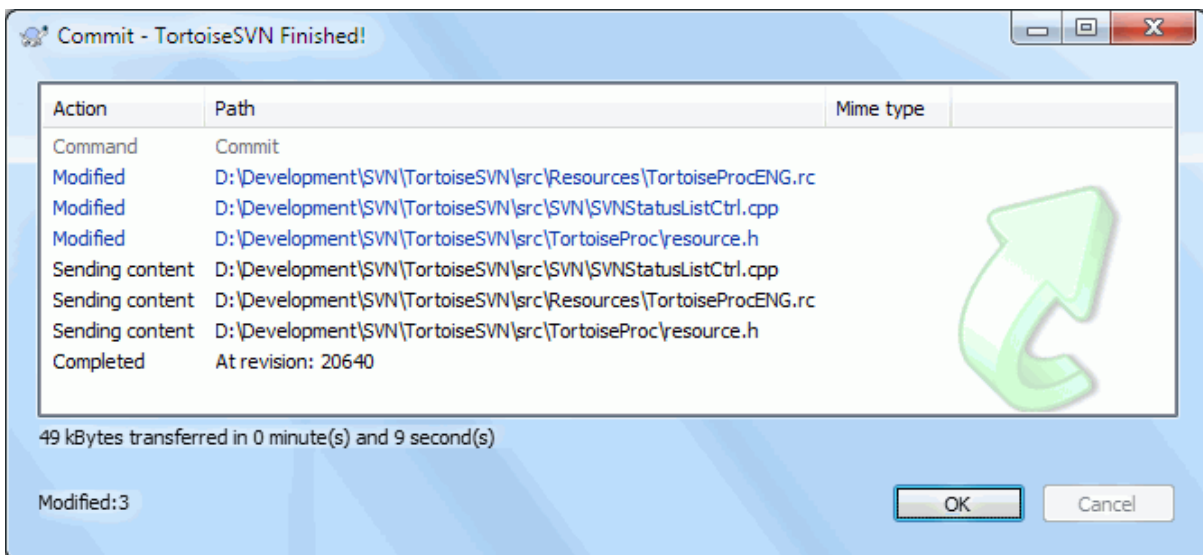 Commit - TortoiseSVN Finished!
Action Path Mime type
Command Commit
Modified D:\Development\SVN\TortoiseSVN\src\Resources\TortoiseProcENG.rc
Modified D:\Development\SVN\TortoiseSVN\src\SVN\SVNStatusListCtrl.cpp
Modified D:\Development\SVN\TortoiseSVN\src\TortoiseProc\resource.h
Sending content D:\Development\SVN\TortoiseSVN\src\SVN\SVNStatusListCtrl.cpp
Sending content D:\Development\SVN\TortoiseSVN\src\Resources\TortoiseProcENG.rc
Sending content D:\Development\SVN\TortoiseSVN\src\TortoiseProc\resource.h
Completed At revision: 20640
49 kBytes transferred in 0 minute(s) and 9 second(s)
Modified:3
OK Cancel